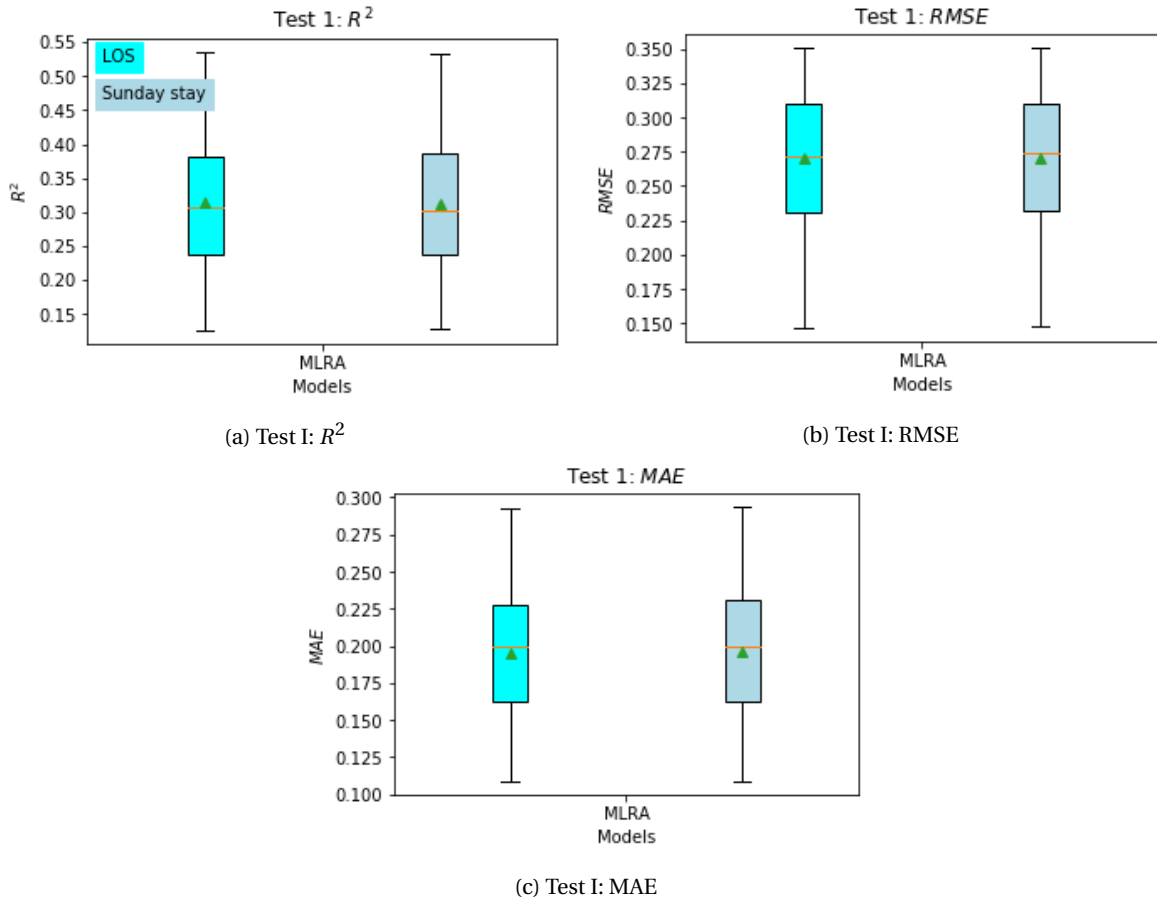 Test 1: R²
0.55
0.50
0.45
0.40
0.35
0.30
0.25
0.20
0.15
R²
LOS
Sunday stay
MLRA
Models
(a) Test I: R²
Test 1: RMSE
0.350
0.325
0.300
0.275
0.250
0.225
0.200
0.175
0.150
RMSE
MLRA
Models
(b) Test I: RMSE
Test 1: MAE
0.300
0.275
0.250
0.225
0.200
0.175
0.150
0.125
0.100
MAE
MLRA
Models
(c) Test I: MAE